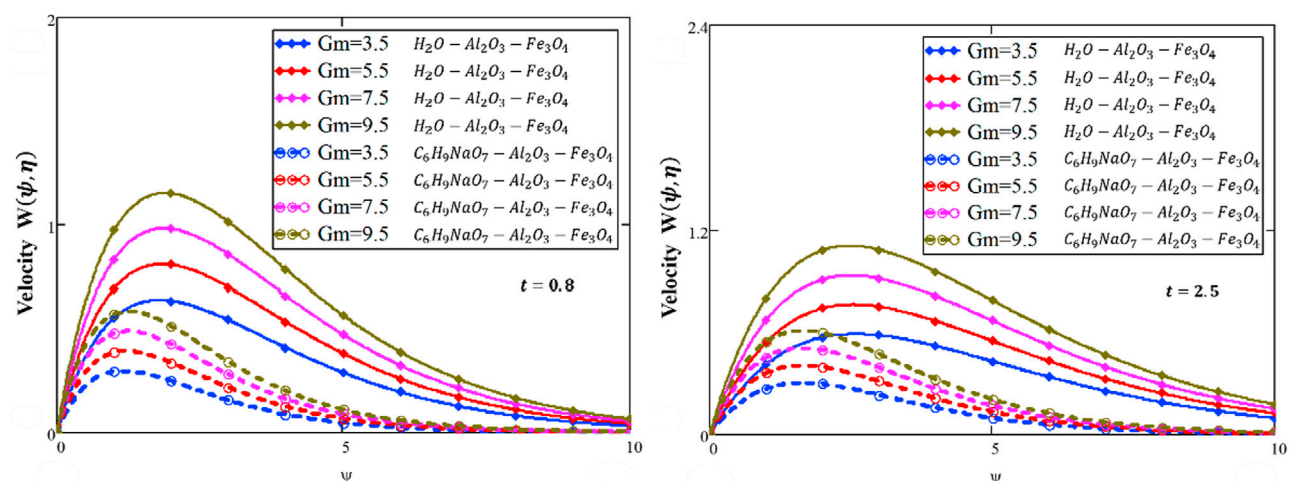 2
Gm=3.5 H₂O − Al₂O₃ − Fe₃O₄
Gm=5.5 H₂O − Al₂O₃ − Fe₃O₄
Gm=7.5 H₂O − Al₂O₃ − Fe₃O₄
Gm=9.5 H₂O − Al₂O₃ − Fe₃O₄
Gm=3.5 C₆H₉NaO₇ − Al₂O₃ − Fe₃O₄
Gm=5.5 C₆H₉NaO₇ − Al₂O₃ − Fe₃O₄
Gm=7.5 C₆H₉NaO₇ − Al₂O₃ − Fe₃O₄
Gm=9.5 C₆H₉NaO₇ − Al₂O₃ − Fe₃O₄
Velocity W(ψ,η)
1
t = 0.8
0
0
5
10
ψ
2.4
Gm=3.5 H₂O − Al₂O₃ − Fe₃O₄
Gm=5.5 H₂O − Al₂O₃ − Fe₃O₄
Gm=7.5 H₂O − Al₂O₃ − Fe₃O₄
Gm=9.5 H₂O − Al₂O₃ − Fe₃O₄
Gm=3.5 C₆H₉NaO₇ − Al₂O₃ − Fe₃O₄
Gm=5.5 C₆H₉NaO₇ − Al₂O₃ − Fe₃O₄
Gm=7.5 C₆H₉NaO₇ − Al₂O₃ − Fe₃O₄
Gm=9.5 C₆H₉NaO₇ − Al₂O₃ − Fe₃O₄
Velocity W(ψ,η)
1.2
t = 2.5
0
0
5
10
ψ